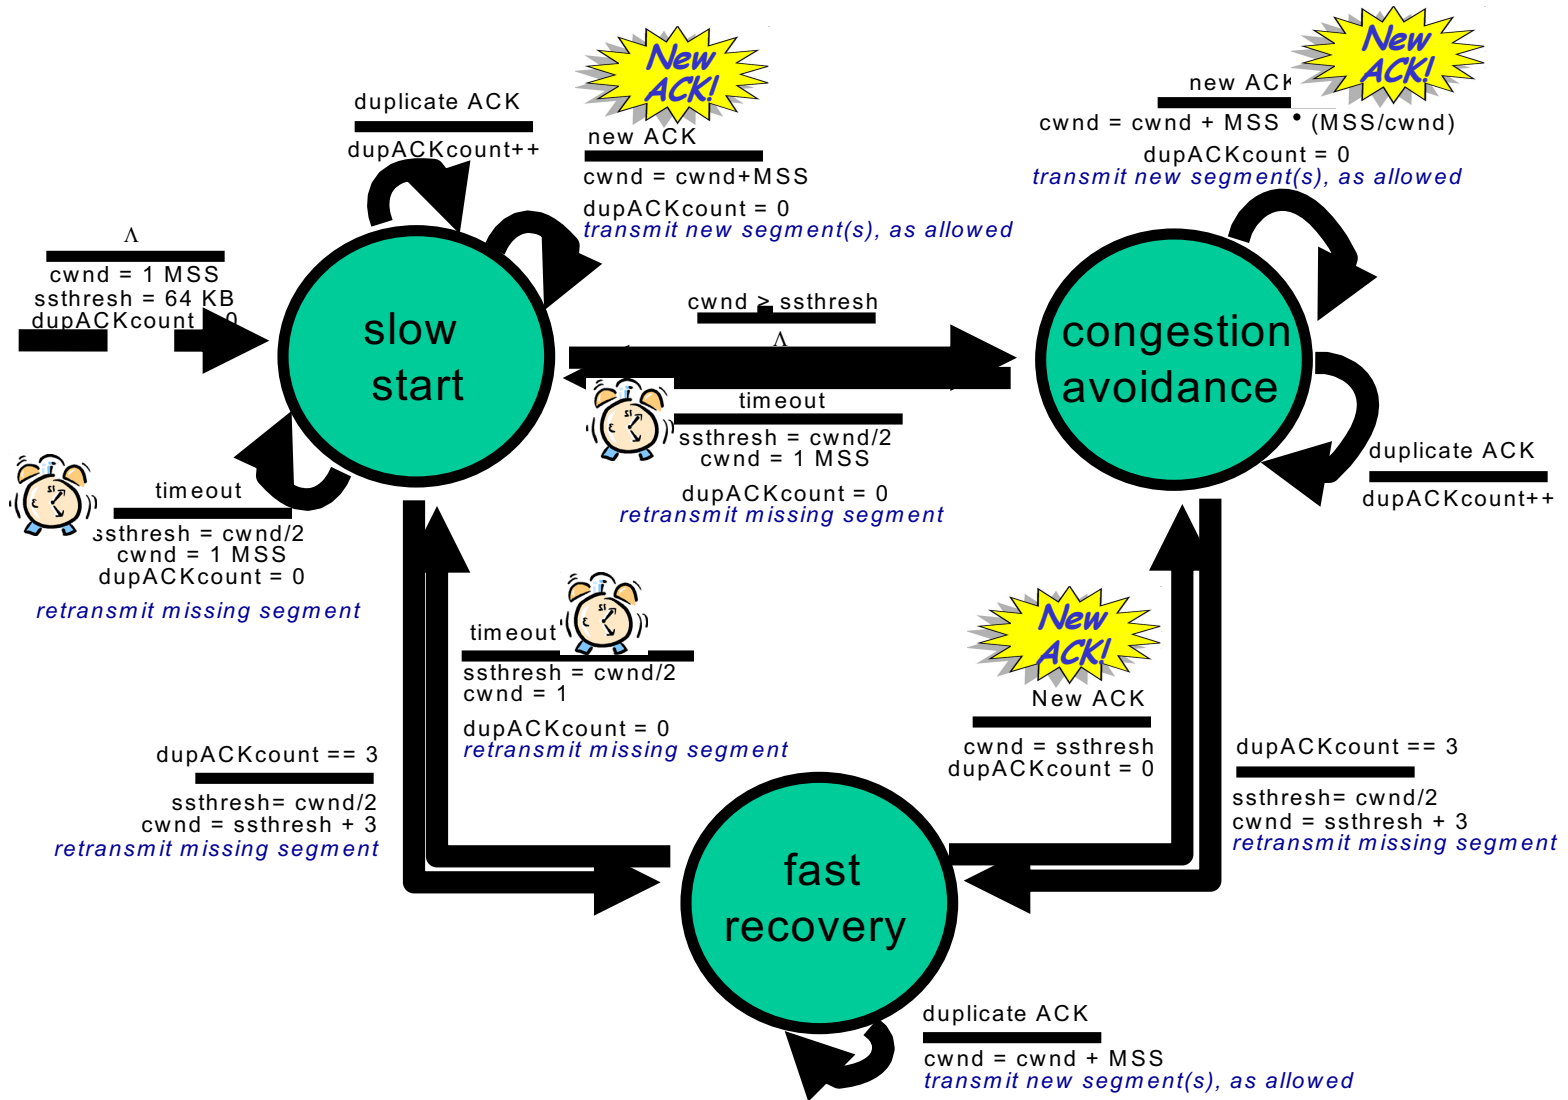 New
ACK!
duplicate ACK
dupACKcount++
new ACK
cwnd = cwnd+MSS
dupACKcount = 0
transmit new segment(s), as allowed
New
ACK!
new ACK
cwnd = cwnd + MSS • (MSS/cwnd)
dupACKcount = 0
transmit new segment(s), as allowed
Λ
cwnd = 1 MSS
ssthresh = 64 KB
dupACKcount = 0
slow
start
cwnd ≥ ssthresh
Λ
timeout
ssthresh = cwnd/2
cwnd = 1 MSS
dupACKcount = 0
retransmit missing segment
congestion
avoidance
duplicate ACK
dupACKcount++
timeout
ssthresh = cwnd/2
cwnd = 1 MSS
dupACKcount = 0
retransmit missing segment
timeout
ssthresh = cwnd/2
cwnd = 1
dupACKcount = 0
retransmit missing segment
New
ACK!
New ACK
cwnd = ssthresh
dupACKcount = 0
dupACKcount == 3
ssthresh= cwnd/2
cwnd = ssthresh + 3
retransmit missing segment
dupACKcount == 3
ssthresh= cwnd/2
cwnd = ssthresh + 3
retransmit missing segment
fast
recovery
duplicate ACK
cwnd = cwnd + MSS
transmit new segment(s), as allowed